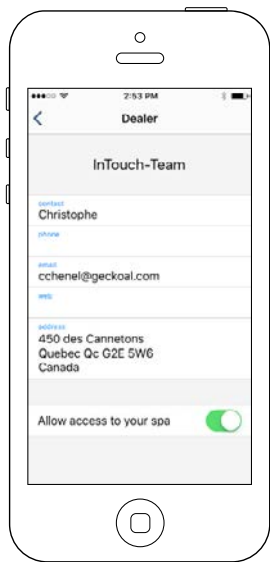 2:53 PM
Dealer
InTouch-Team
contact
Christophe
phone
email
cchenel@geckoal.com
web
address
450 des Cannetons
Quebec Qc G2E 5W6
Canada
Allow access to your spa